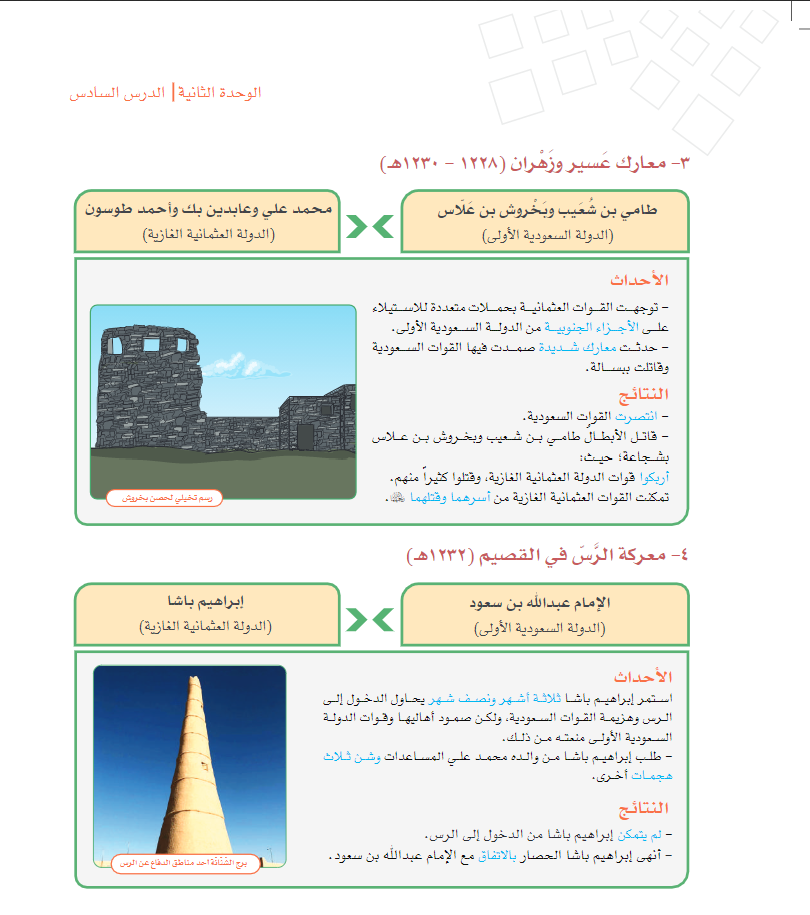 الوحدة الثانية | الدرس السادس
٣- معارك عَسير وزَهْران (١٢٢٨ - ١٢٣٠هـ)
طامي بن شُعَيب وبَخْروش بن عَلّاس
(الدولة السعودية الأولى)
محمد علي وعابدين بك وأحمد طوسون
(الدولة العثمانية الغازية)
الأحداث
- توجهت القوات العثمانية بحملات متعددة للاستيلاء
على الأجزاء الجنوبية من الدولة السعودية الأولى.
- حدثت معارك شديدة صمدت فيها القوات السعودية
وقاتلت ببسالة.
النتائج
- انتصرت القوات السعودية.
- قاتل الأبطالُ طامي بن شعيب وبخروش بن علاس
بشجاعة؛ حيث:
أربكوا قوات الدولة العثمانية الغازية، وقتلوا كثيراً منهم.
تمكنت القوات العثمانية الغازية من أسرهما وقتلهما.
رسم تخيلي لحصن بخروش
٤- معركة الرَّسّ في القصيم (١٢٣٢هـ)
الإمام عبدالله بن سعود
(الدولة السعودية الأولى)
إبراهيم باشا
(الدولة العثمانية الغازية)
الأحداث
استمر إبراهيم باشا ثلاثة أشهر ونصف شهر يحاول الدخول إلى
الرس وهزيمة القوات السعودية، ولكن صمود أهاليها وقوات الدولة
السعودية الأولى منعته من ذلك.
- طلب إبراهيم باشا من والده محمد علي المساعدات وشن ثلاث
هجمات أخرى.
النتائج
- لم يتمكن إبراهيم باشا من الدخول إلى الرس.
- أنهى إبراهيم باشا الحصار بالاتفاق مع الإمام عبدالله بن سعود.
برج الشنانة أحد مناطق الدفاع عن الرس